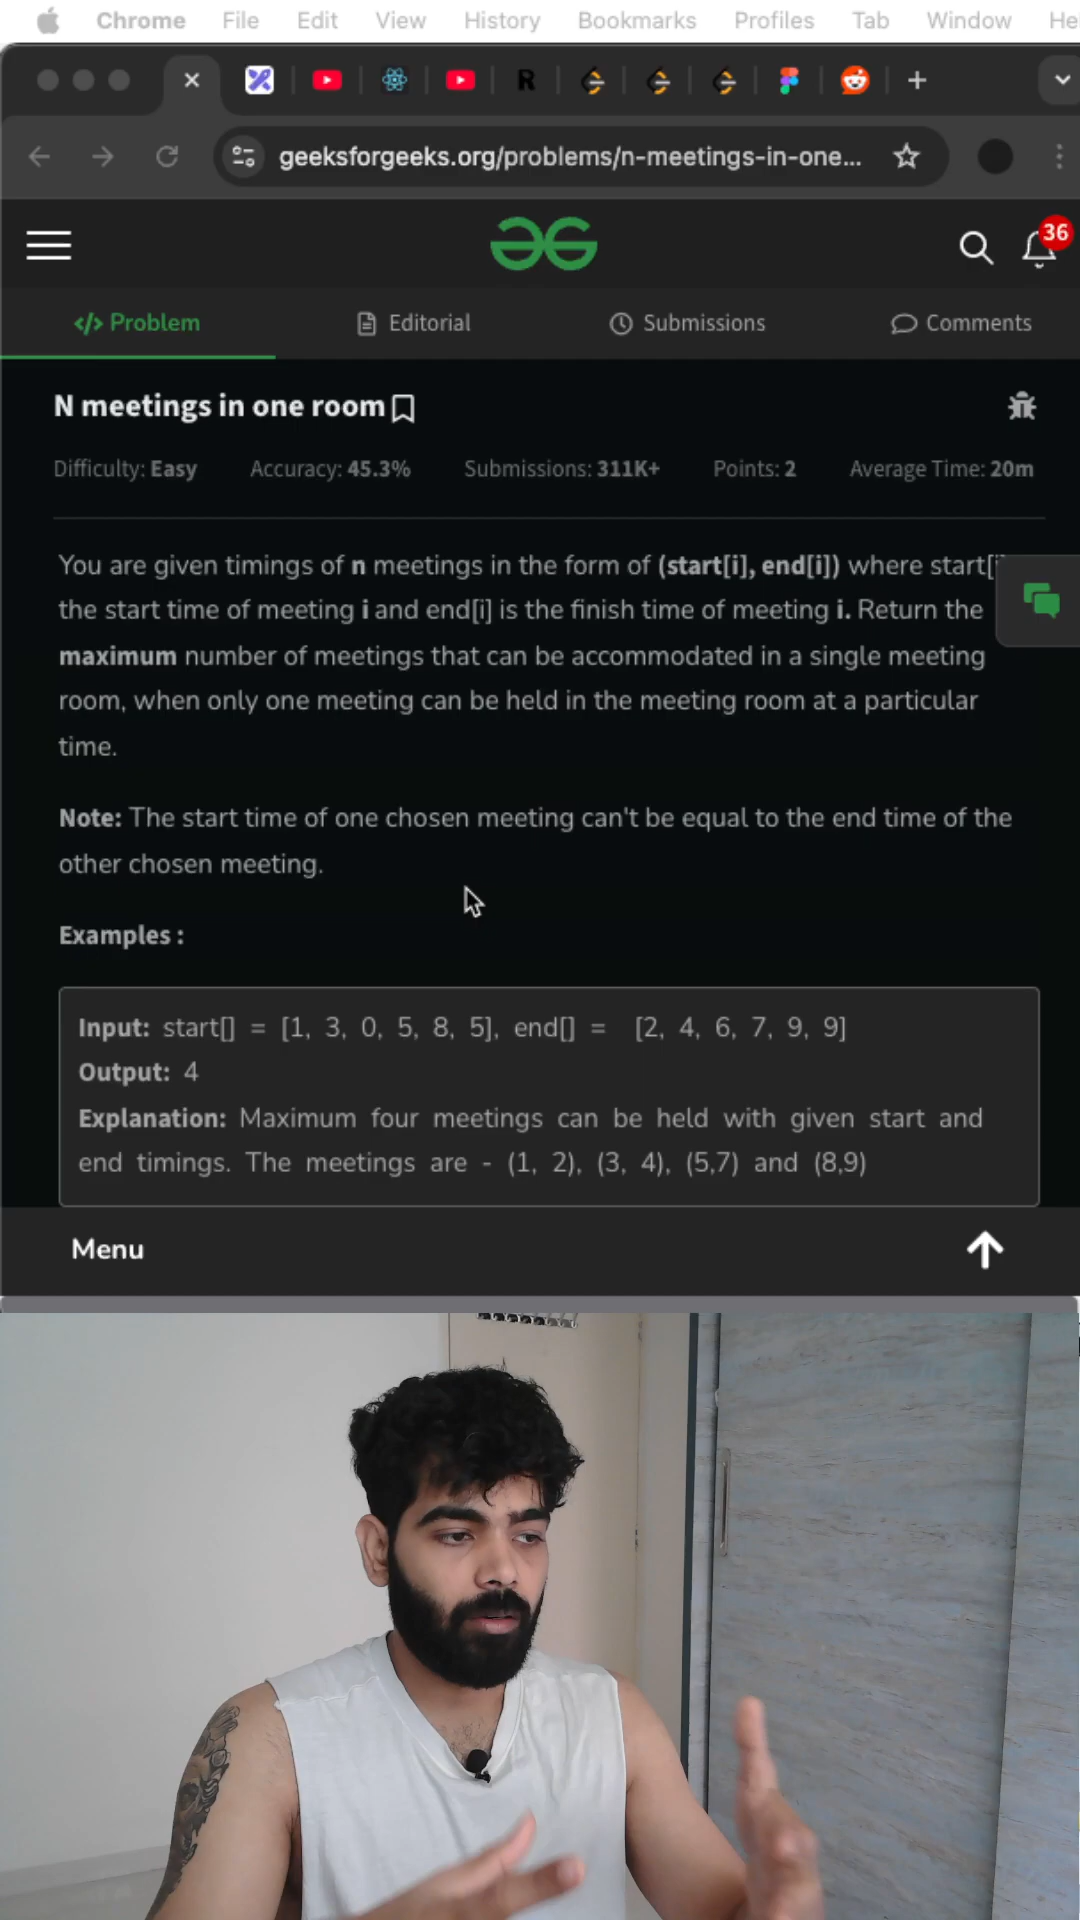 Chrome File Edit View History Bookmarks Profiles Tab Window He
geeksforgeeks.org/problems/n-meetings-in-one...
36
</> Problem Editorial Submissions Comments
N meetings in one room
Difficulty: Easy Accuracy: 45.3% Submissions: 311K+ Points: 2 Average Time: 20m
You are given timings of n meetings in the form of (start[i], end[i]) where start[i]
the start time of meeting i and end[i] is the finish time of meeting i. Return the
maximum number of meetings that can be accommodated in a single meeting
room, when only one meeting can be held in the meeting room at a particular
time.
Note: The start time of one chosen meeting can't be equal to the end time of the
other chosen meeting.
Examples :
Input: start[] = [1, 3, 0, 5, 8, 5], end[] = [2, 4, 6, 7, 9, 9]
Output: 4
Explanation: Maximum four meetings can be held with given start and
end timings. The meetings are - (1, 2), (3, 4), (5,7) and (8,9)
Menu